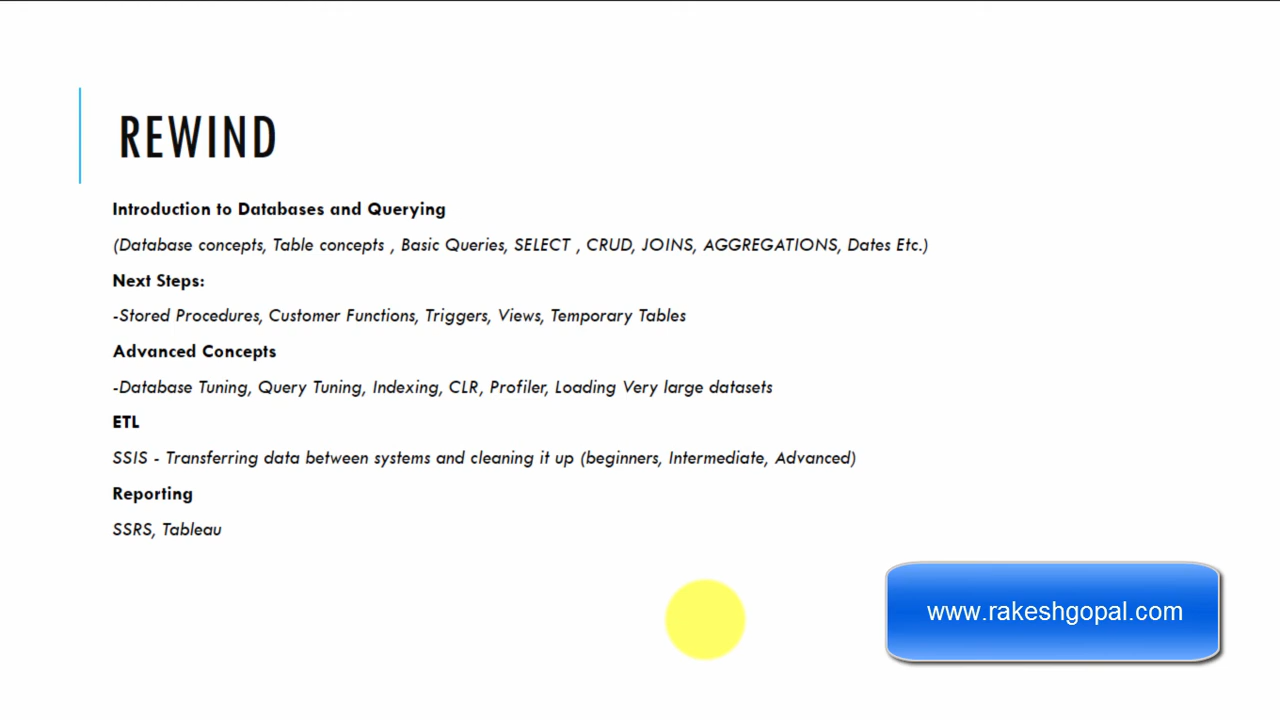 REWIND
Introduction to Databases and Querying
(Database concepts, Table concepts , Basic Queries, SELECT , CRUD, JOINS, AGGREGATIONS, Dates Etc.)
Next Steps:
-Stored Procedures, Customer Functions, Triggers, Views, Temporary Tables
Advanced Concepts
-Database Tuning, Query Tuning, Indexing, CLR, Profiler, Loading Very large datasets
ETL
SSIS - Transferring data between systems and cleaning it up (beginners, Intermediate, Advanced)
Reporting
SSRS, Tableau
www.rakeshgopal.com